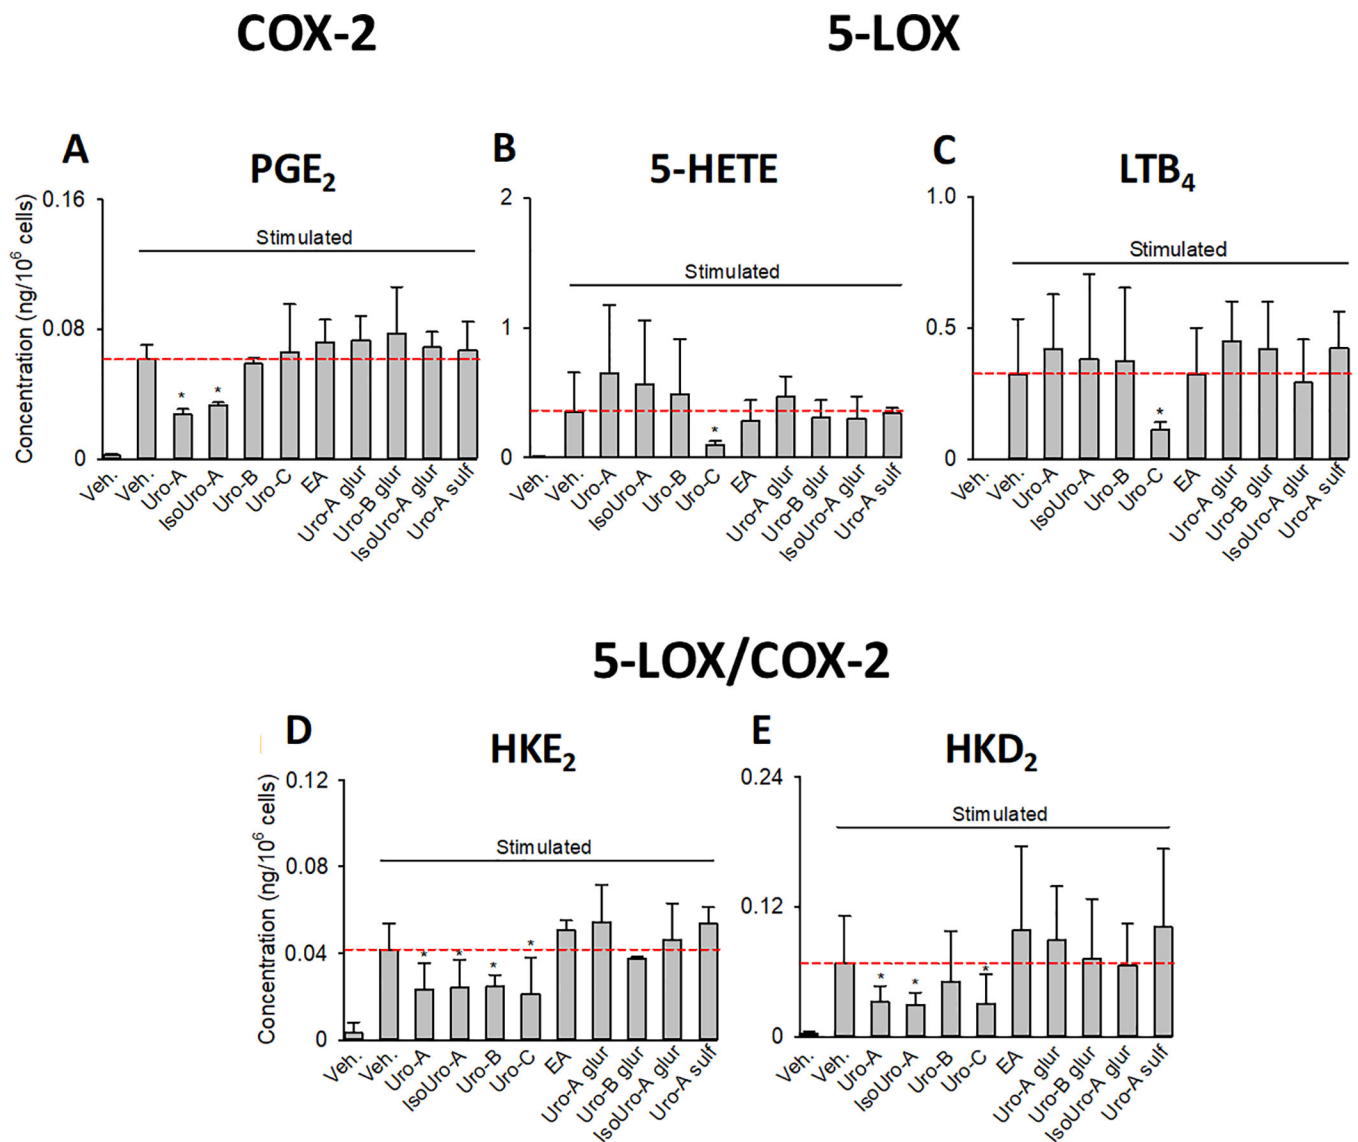 COX-2
5-LOX
A
PGE2
Concentration (ng/10^6 cells)
0.16
0.08
0
Stimulated
* *
Veh. Veh. Uro-A IsoUro-A Uro-B Uro-C EA Uro-A glur Uro-B glur IsoUro-A glur Uro-A sulf
B
5-HETE
2
1
0
Stimulated
*
Veh. Veh. Uro-A IsoUro-A Uro-B Uro-C EA Uro-A glur Uro-B glur IsoUro-A glur Uro-A sulf
C
LTB4
1.0
0.5
0
Stimulated
*
Veh. Veh. Uro-A IsoUro-A Uro-B Uro-C EA Uro-A glur Uro-B glur IsoUro-A glur Uro-A sulf
5-LOX/COX-2
D
HKE2
Concentration (ng/10^6 cells)
0.12
0.08
0.04
0
Stimulated
* * * *
Veh. Veh. Uro-A IsoUro-A Uro-B Uro-C EA Uro-A glur Uro-B glur IsoUro-A glur Uro-A sulf
E
HKD2
0.24
0.12
0
Stimulated
* * *
Veh. Veh. Uro-A IsoUro-A Uro-B Uro-C EA Uro-A glur Uro-B glur IsoUro-A glur Uro-A sulf